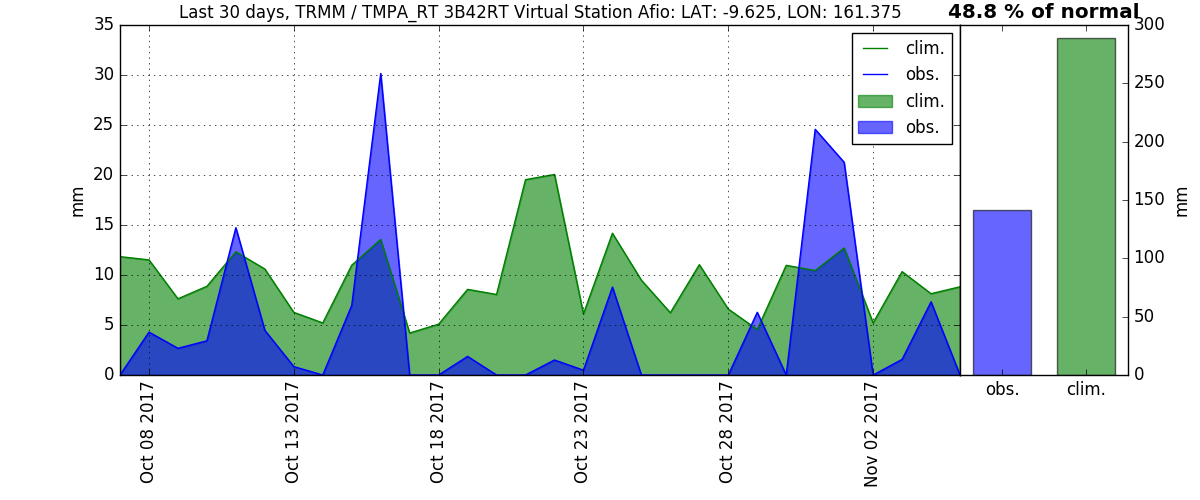 Last 30 days, TRMM / TMPA_RT 3B42RT Virtual Station Afio: LAT: -9.625, LON: 161.375
48.8 % of normal
35
30
25
20
15
10
5
0
mm
clim.
obs.
clim.
obs.
Oct 08 2017
Oct 13 2017
Oct 18 2017
Oct 23 2017
Oct 28 2017
Nov 02 2017
300
250
200
150
100
50
0
mm
obs.
clim.